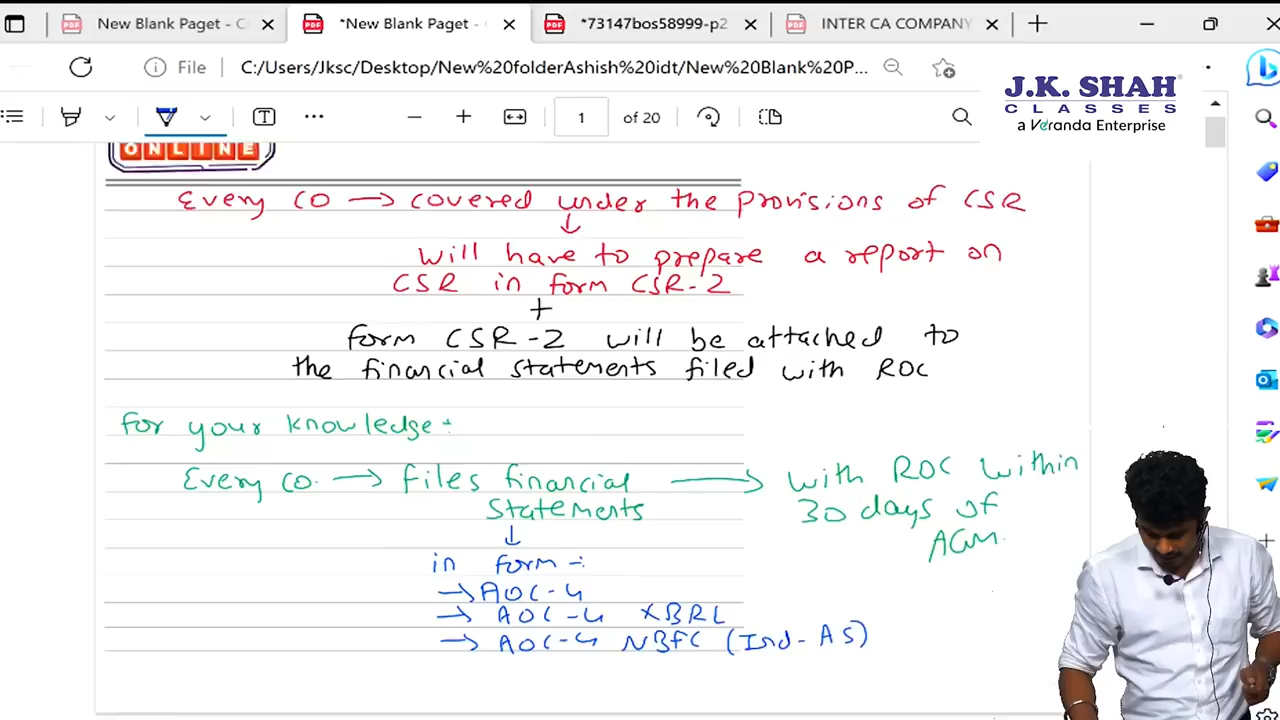 New Blank Paget - C
*New Blank Paget -
*73147bos58999-p2
INTER CA COMPANY
File
C:/Users/Jksc/Desktop/New%20folderAshish%20idt/New%20Blank%20P...
J.K. SHAH
CLASSES
a Veranda Enterprise
1 of 20
ONLINE
Every CO → covered under the provisions of CSR
↓
will have to prepare a report on
CSR in form CSR-2
+
form CSR-2 will be attached to
the financial statements filed with ROC
for your knowledge:-
Every co. → files financial → with ROC within
statements 30 days of
↓ AGM.
in form :-
→ AOC-4
→ AOC-4 XBRL
→ AOC-4 NBFC (Ind-AS)